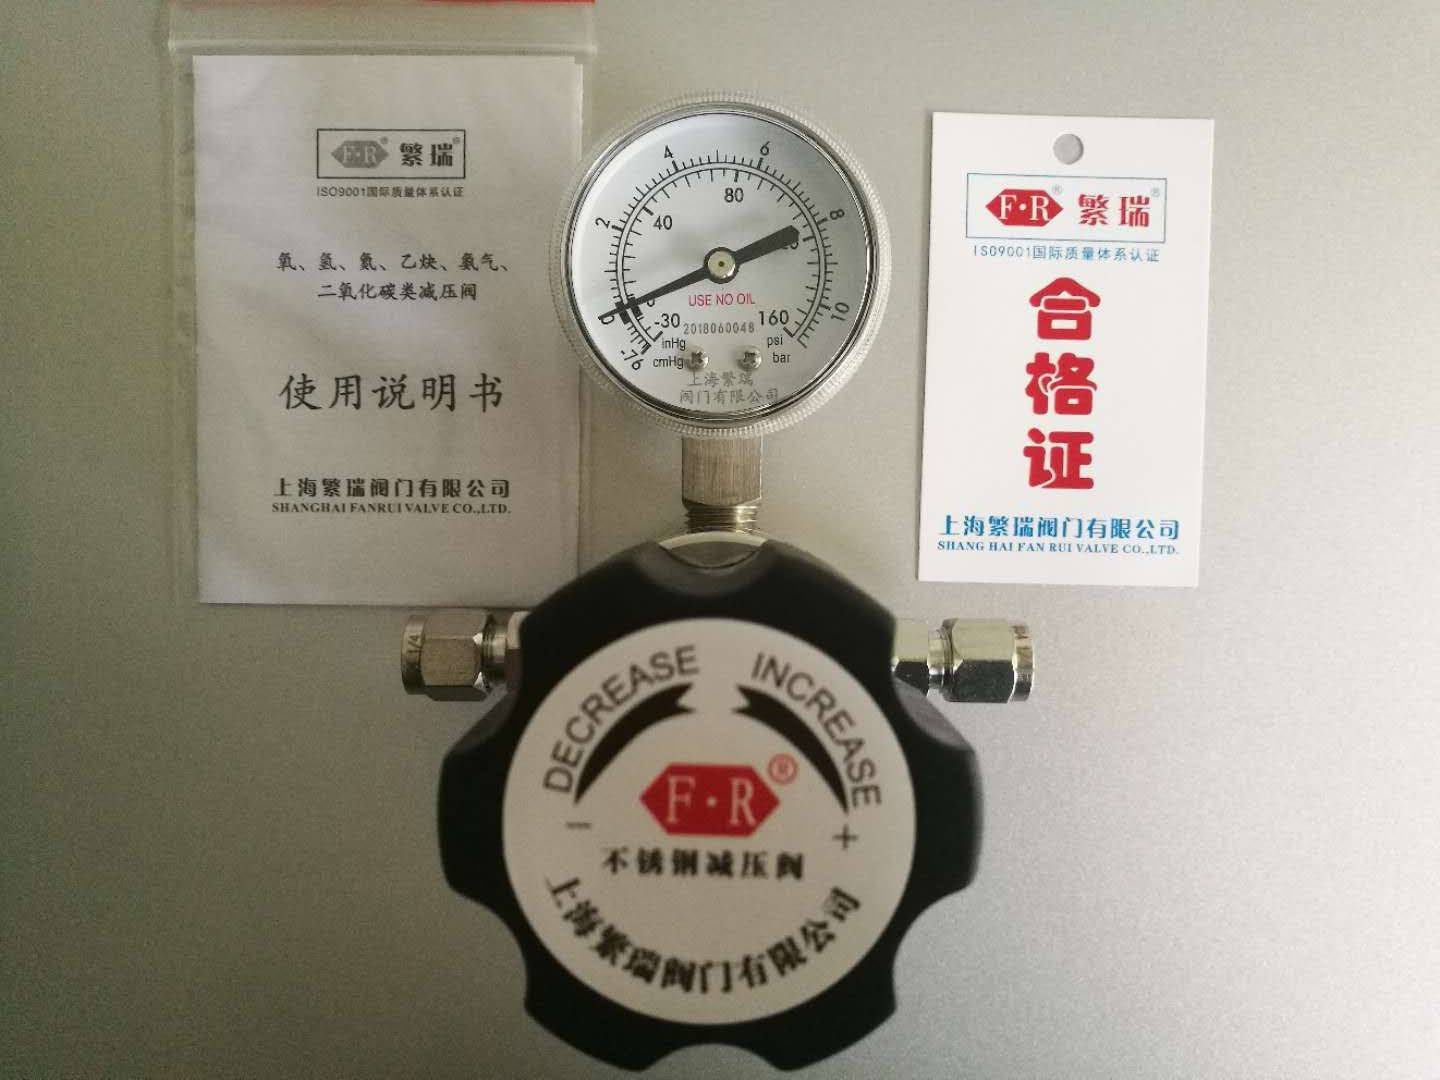 F·R® 繁瑞®
ISO9001国际质量体系认证
氧、氢、氦、乙炔、氨气、
二氧化碳类减压阀
使用说明书
上海繁瑞阀门有限公司
SHANGHAI FANRUI VALVE CO.,LTD.
4 6
80
2 40 8
0 0 10
USE NO OIL
-30 2018060048 160
-76 inHg psi
cmHg bar
上海繁瑞
阀门有限公司
F·R® 繁瑞®
ISO9001国际质量体系认证
合
格
证
上海繁瑞阀门有限公司
SHANG HAI FAN RUI VALVE CO.,LTD.
1/4
DECREASE INCREASE
F·R®
- +
不锈钢减压阀
上海繁瑞阀门有限公司